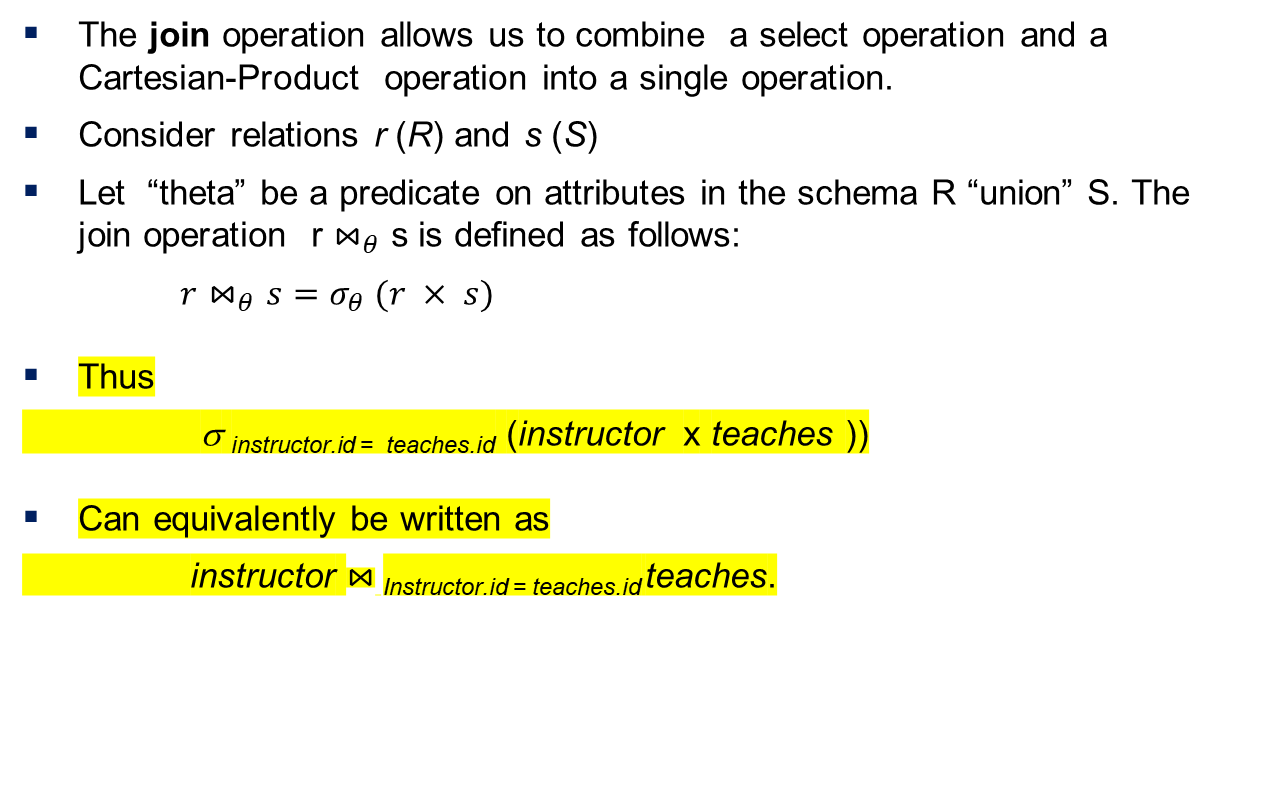 ▪ The join operation allows us to combine a select operation and a
Cartesian-Product operation into a single operation.
▪ Consider relations r (R) and s (S)
▪ Let “theta” be a predicate on attributes in the schema R “union” S. The
join operation r ⋈θ s is defined as follows:
𝑟 ⋈𝜃 𝑠 = 𝜎𝜃 (𝑟 × 𝑠)
▪ Thus
σ instructor.id = teaches.id (instructor x teaches ))
▪ Can equivalently be written as
instructor ⋈ Instructor.id = teaches.id teaches.